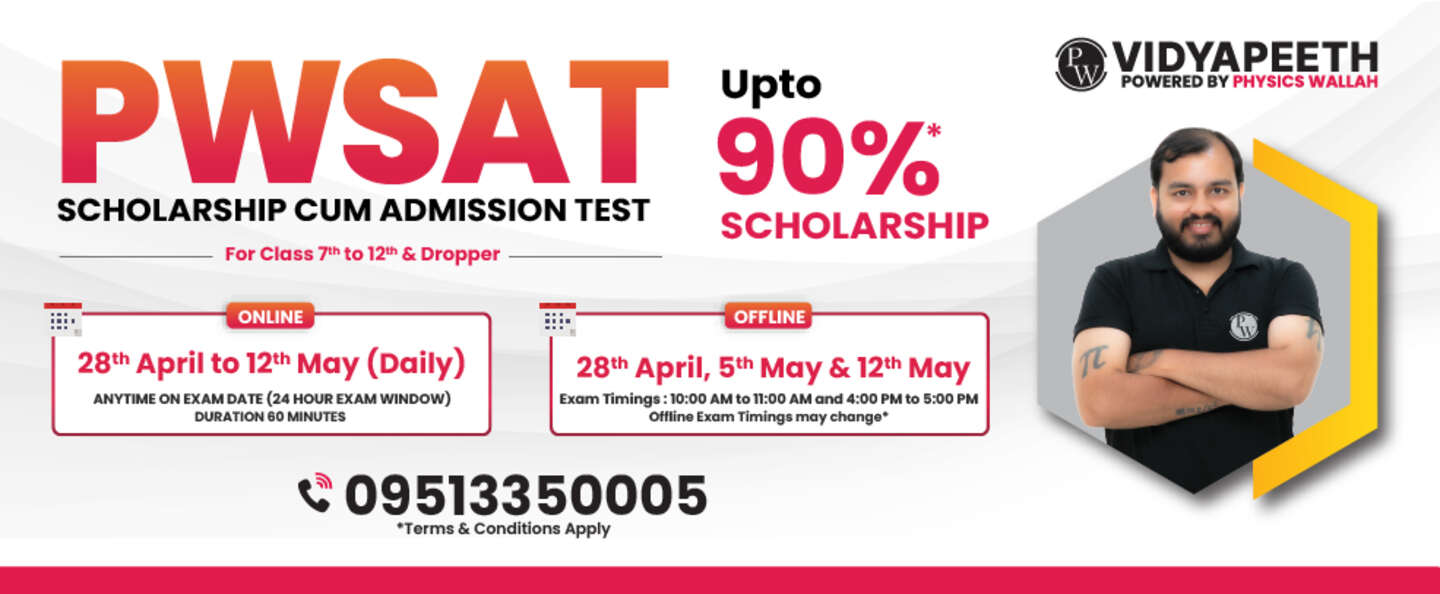 PWSAT
SCHOLARSHIP CUM ADMISSION TEST
For Class 7th to 12th & Dropper
Upto
90%*
SCHOLARSHIP
PW VIDYAPEETH
POWERED BY PHYSICS WALLAH
ONLINE
28th April to 12th May (Daily)
ANYTIME ON EXAM DATE (24 HOUR EXAM WINDOW)
DURATION 60 MINUTES
OFFLINE
28th April, 5th May & 12th May
Exam Timings : 10:00 AM to 11:00 AM and 4:00 PM to 5:00 PM
Offline Exam Timings may change*
09513350005
*Terms & Conditions Apply
PW
π